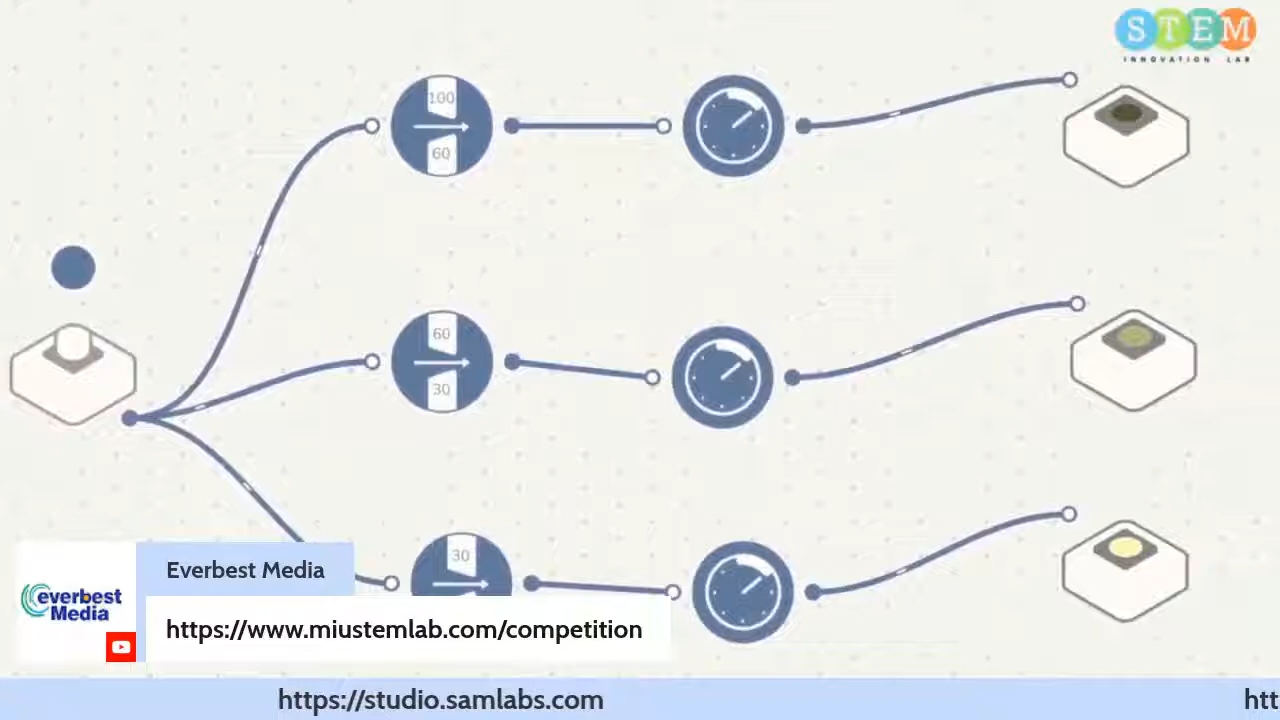 STEM
INNOVATION LAB
100
60
60
30
30
everbest
Media
Everbest Media
https://www.miustemlab.com/competition
https://studio.samlabs.com
htt